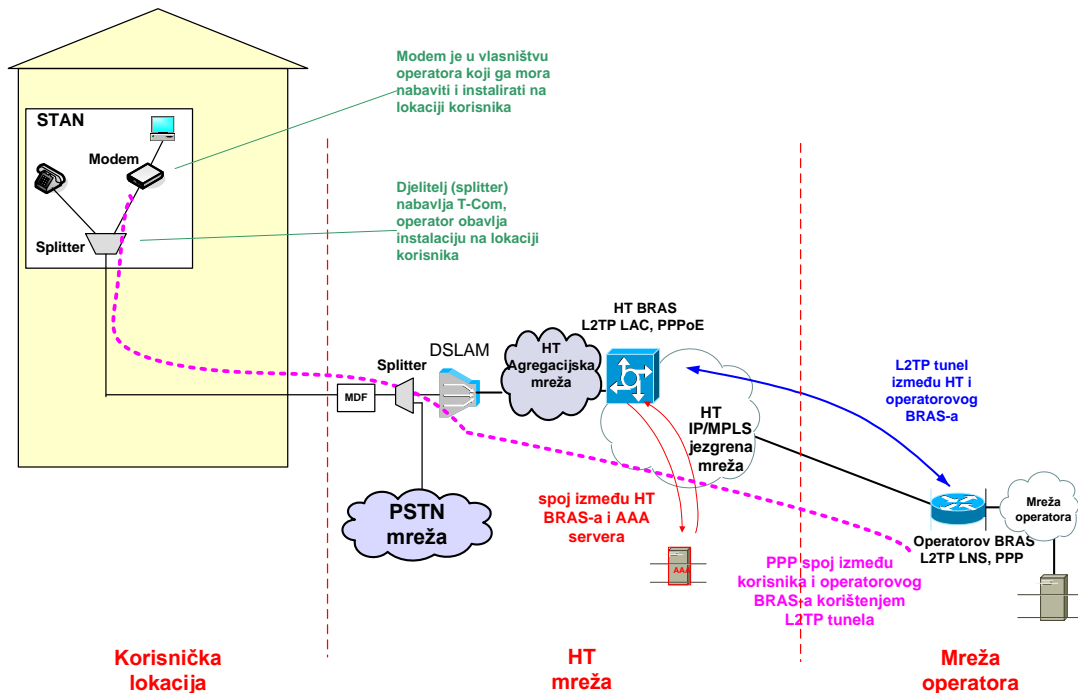 Modem je u vlasništvu
operatora koji ga mora
nabaviti i instalirati na
lokaciji korisnika
STAN
Modem
Djelitelj (splitter)
nabavlja T-Com,
operator obavlja
instalaciju na lokaciji
korisnika
Splitter
HT BRAS
L2TP LAC, PPPoE
DSLAM
HT
Agregacijska
mreža
Splitter
MDF
L2TP tunel
između HT i
operatorovog
BRAS-a
HT
IP/MPLS
jezgrena
mreža
PSTN
mreža
spoj između HT
BRAS-a i AAA
servera
AAA
Mreža
operatora
Operatorov BRAS
L2TP LNS, PPP
PPP spoj između
korisnika i operatorovog
BRAS-a korištenjem
L2TP tunela
Korisnička
lokacija
HT
mreža
Mreža
operatora